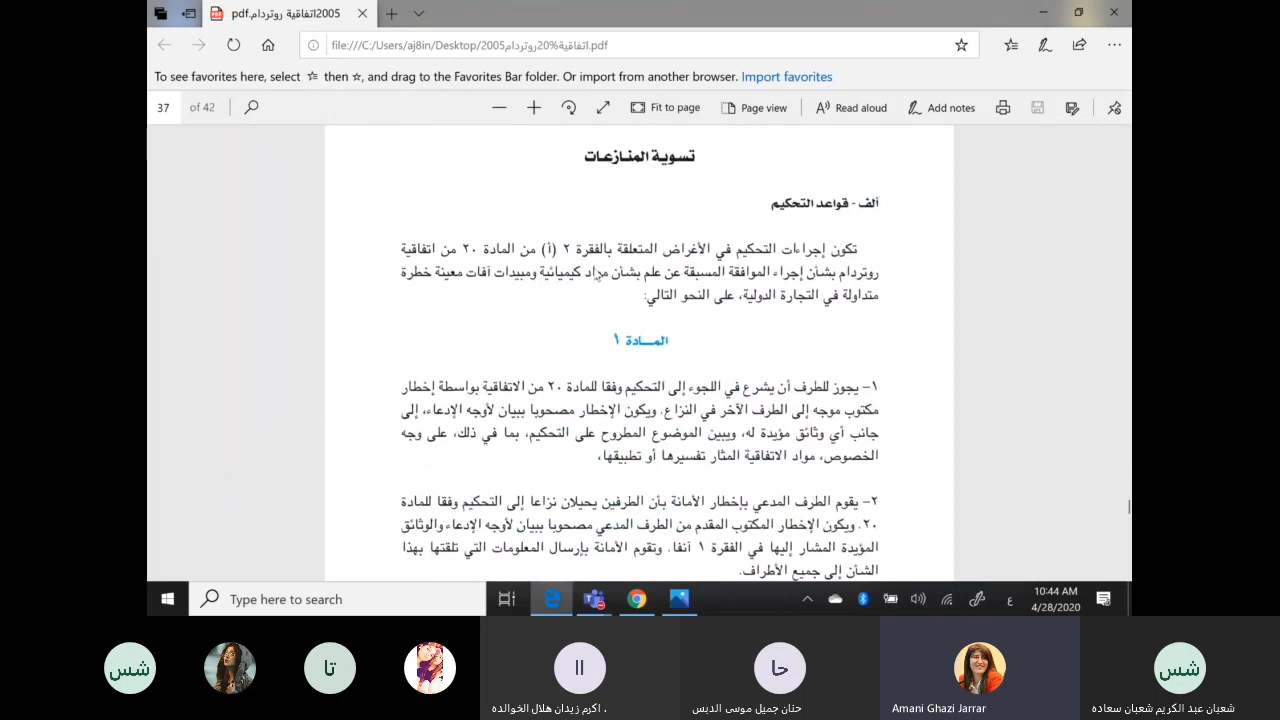 2005اتفاقية روتردام.pdf
file:///C:/Users/aj8in/Desktop/2005اتفاقية%20روتردام.pdf
To see favorites here, select ☆ then ☆, and drag to the Favorites Bar folder. Or import from another browser. Import favorites
37 of 42 Fit to page Page view Read aloud Add notes
تسوية المنازعات
ألف - قواعد التحكيم
تكون إجراءات التحكيم في الأغراض المتعلقة بالفقرة ٢ (أ) من المادة ٢٠ من اتفاقية
روتردام بشأن إجراء الموافقة المسبقة عن علم بشأن مواد كيميائية ومبيدات آفات معينة خطرة
متداولة في التجارة الدولية، على النحو التالي:
المـــادة ١
١- يجوز للطرف أن يشرع في اللجوء إلى التحكيم وفقا للمادة ٢٠ من الاتفاقية بواسطة إخطار
مكتوب موجه إلى الطرف الآخر في النزاع. ويكون الإخطار مصحوبا ببيان لأوجه الإدعاء، إلى
جانب أي وثائق مؤيدة له، ويبين الموضوع المطروح على التحكيم، بما في ذلك، على وجه
الخصوص، مواد الاتفاقية المثار تفسيرها أو تطبيقها،
٢- يقوم الطرف المدعي بإخطار الأمانة بأن الطرفين يحيلان نزاعا إلى التحكيم وفقا للمادة
٢٠. ويكون الإخطار المكتوب المقدم من الطرف المدعي مصحوبا ببيان لأوجه الإدعاء والوثائق
المؤيدة المشار إليها في الفقرة ١ آنفا. وتقوم الأمانة بإرسال المعلومات التي تلقتها بهذا
الشأن إلى جميع الأطراف.
Type here to search
ع
10:44 AM
4/28/2020
شس
تا
اا
حا
شس
اكرم زيدان هلال الخوالده .
حنان جميل موسى الدبس
Amani Ghazi Jarrar
شعبان عبد الكريم شعبان سعاده